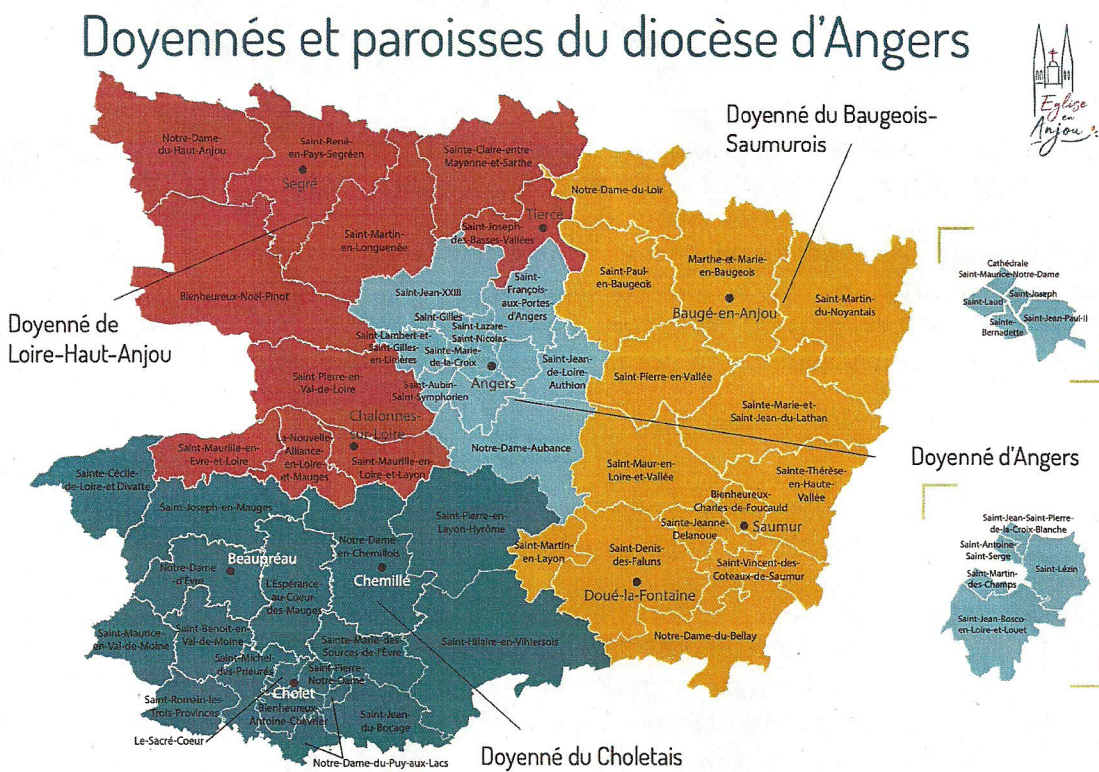 Doyennés et paroisses du diocèse d'Angers
Eglise
en
Anjou
Doyenné du Baugeois-
Saumurois
Notre-Dame-
du-Haut-Anjou
Saint-René-
en-Pays-Segréen
Segré
Sainte-Claire-entre-
Mayenne-et-Sarthe
Notre-Dame-du-Loir
Tiercé
Saint-Joseph-
des-Basses-Vallées
Saint-Martin-
en-Longuenée
Bienheureux-Noël-Pinot
Saint-Paul-
en-Baugeois
Marthe-et-Marie-
en-Baugeois
Baugé-en-Anjou
Saint-Martin-
du-Noyantais
Saint-Jean-XXIII
Saint-
François-
aux-Portes-
d'Angers
Saint-Gilles
Saint-Lazare-
Saint-Nicolas
Saint-Lambert-et-
Saint-Gilles-
en-Linières
Sainte-Marie-
de-la-Croix
Angers
Saint-Jean-
de-Loire-
Authion
Saint-Aubin-
Saint-Symphorien
Notre-Dame-Aubance
Cathédrale
Saint-Maurice-Notre-Dame
Saint-Laud
Saint-Joseph
Sainte-
Bernadette
Saint-Jean-Paul-II
Doyenné de
Loire-Haut-Anjou
Saint-Pierre-en-
Val-de-Loire
Chalonnes-
sur-Loire
Saint-Maurille-en-
Evre-et-Loire
La-Nouvelle-
Alliance-
en-Loire-
et-Mauges
Saint-Maurille-en-
Loire-et-Layon
Saint-Pierre-en-Vallée
Sainte-Marie-et-
Saint-Jean-du-Lathan
Doyenné d'Angers
Saint-Maur-en-
Loire-et-Vallée
Sainte-Thérèse-
en-Haute-
Vallée
Bienheureux-
Charles-de-Foucauld
Saumur
Sainte-Jeanne-
Delanoue
Saint-Martin-
en-Layon
Saint-Denis-
des-Faluns
Doué-la-Fontaine
Saint-Vincent-des-
Coteaux-de-Saumur
Notre-Dame-du-Bellay
Saint-Jean-Saint-Pierre-
de-la-Croix-Blanche
Saint-Antoine-
Saint-Serge
Saint-Lézin
Saint-Martin-
des-Champs
Saint-Jean-Bosco-
en-Loire-et-Louet
Sainte-Cécile-
de-Loire-et Divatte
Saint-Joseph-en-Mauges
Saint-Pierre-en-
Layon-Hyrôme
Notre-Dame-
en-Chemillois
Chemillé
Beaupréau
Notre-Dame
d'Èvre
L'Espérance
au-Coeur-
des-Mauges
Saint-Maurice-
en-Val-de-Moine
Saint-Benoit-en-
Val-de-Moine
Sainte-Marie-des-
Sources-de-l'Èvre
Saint-Hilaire-en-Vihiersois
Saint-Michel-
des-Prieurés
Saint-Pierre-
Notre-Dame
Cholet
Bienheureux-
Antoine-Chevrier
Saint-Romain-les-
Trois-Provinces
Saint-Jean-
du-Bocage
Le-Sacré-Coeur
Notre-Dame-du-Puy-aux-Lacs
Doyenné du Choletais